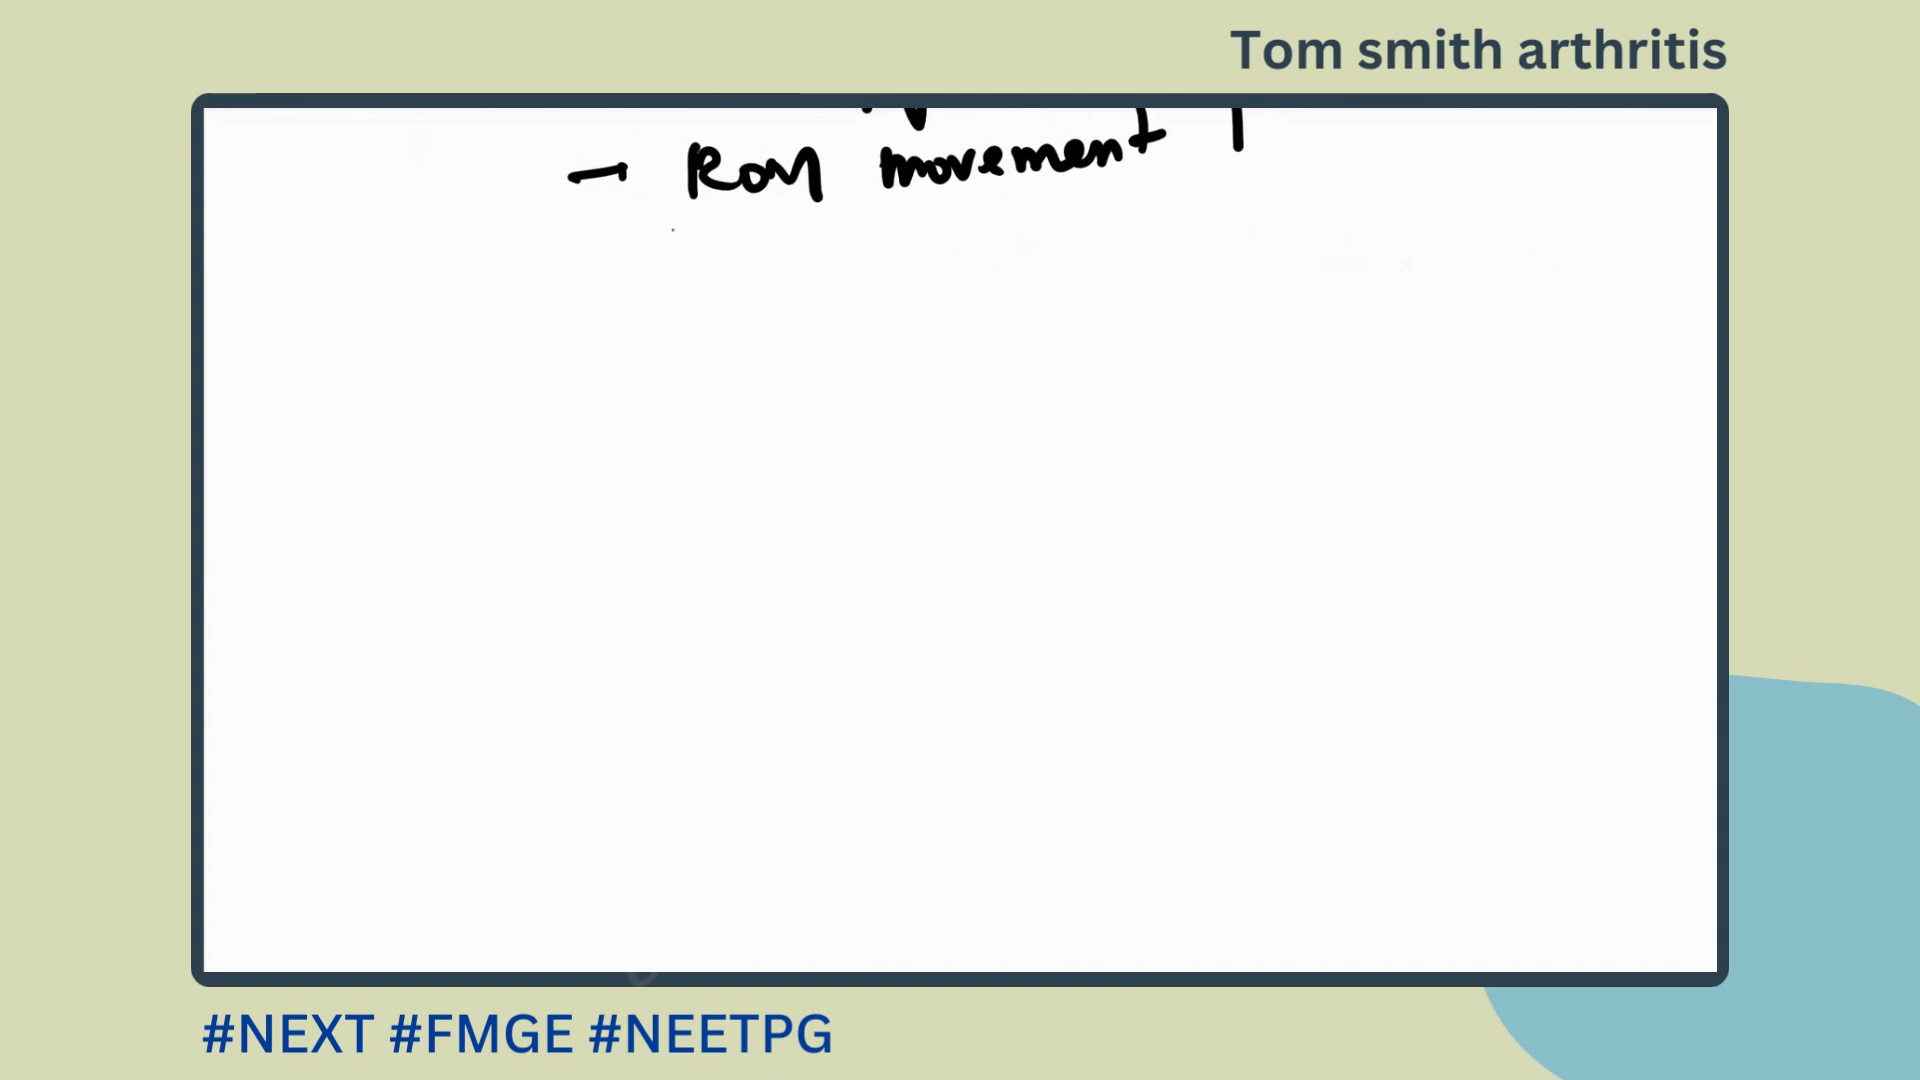 Tom smith arthritis
- ROM movement
#NEXT #FMGE #NEETPG